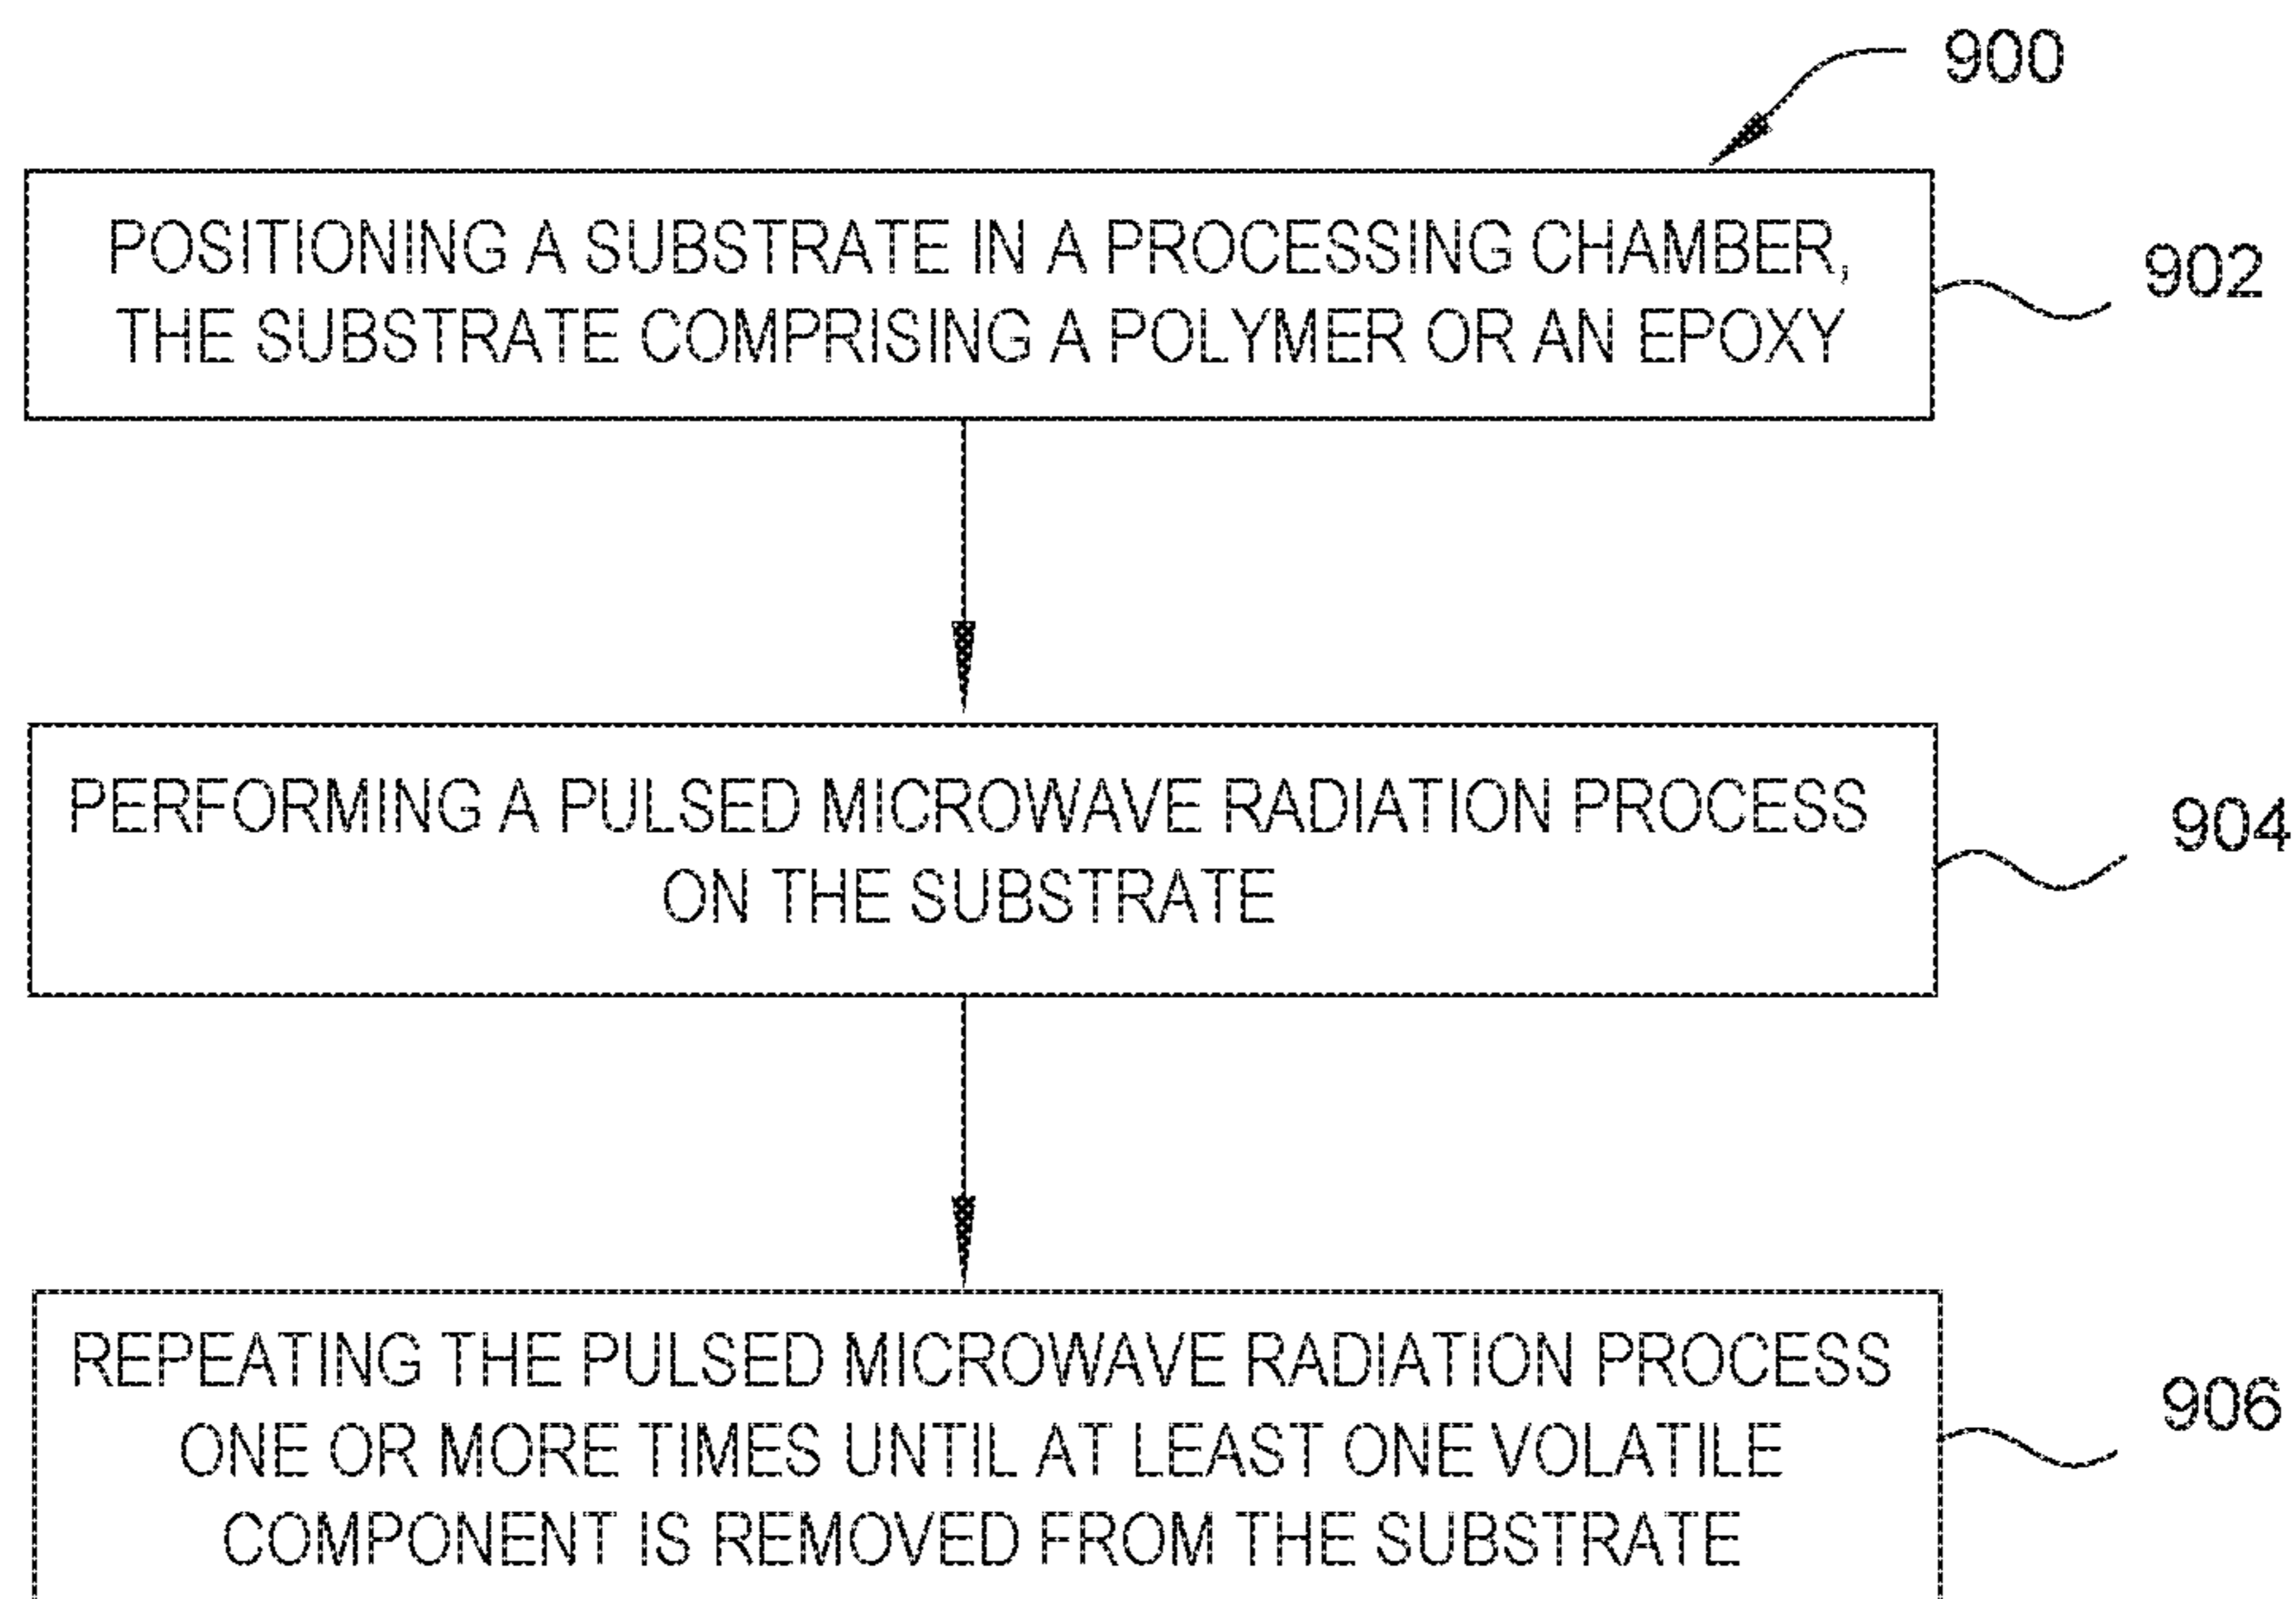 900
POSITIONING A SUBSTRATE IN A PROCESSING CHAMBER,
THE SUBSTRATE COMPRISING A POLYMER OR AN EPOXY
902
PERFORMING A PULSED MICROWAVE RADIATION PROCESS
ON THE SUBSTRATE
904
REPEATING THE PULSED MICROWAVE RADIATION PROCESS
ONE OR MORE TIMES UNTIL AT LEAST ONE VOLATILE
COMPONENT IS REMOVED FROM THE SUBSTRATE
906